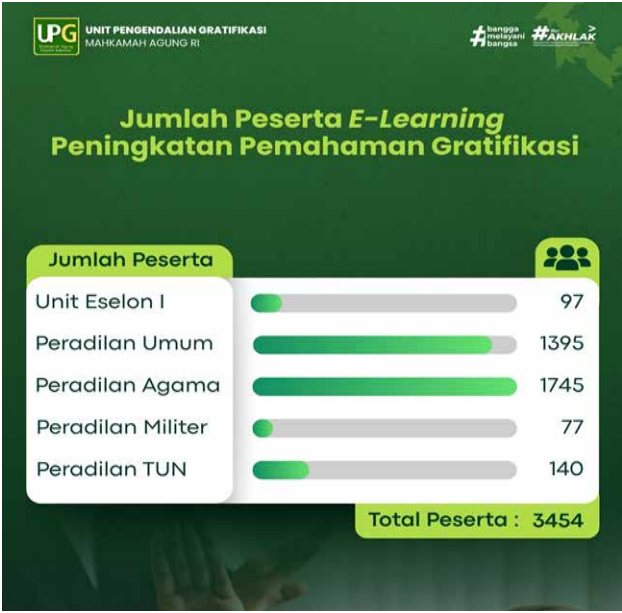 UPG
UNIT PENGENDALIAN GRATIFIKASI
MAHKAMAH AGUNG RI
#bangga
melayani
bangsa
#AKHLAK
Jumlah Peserta E-Learning
Peningkatan Pemahaman Gratifikasi
Jumlah Peserta
Unit Eselon I 97
Peradilan Umum 1395
Peradilan Agama 1745
Peradilan Militer 77
Peradilan TUN 140
Total Peserta : 3454